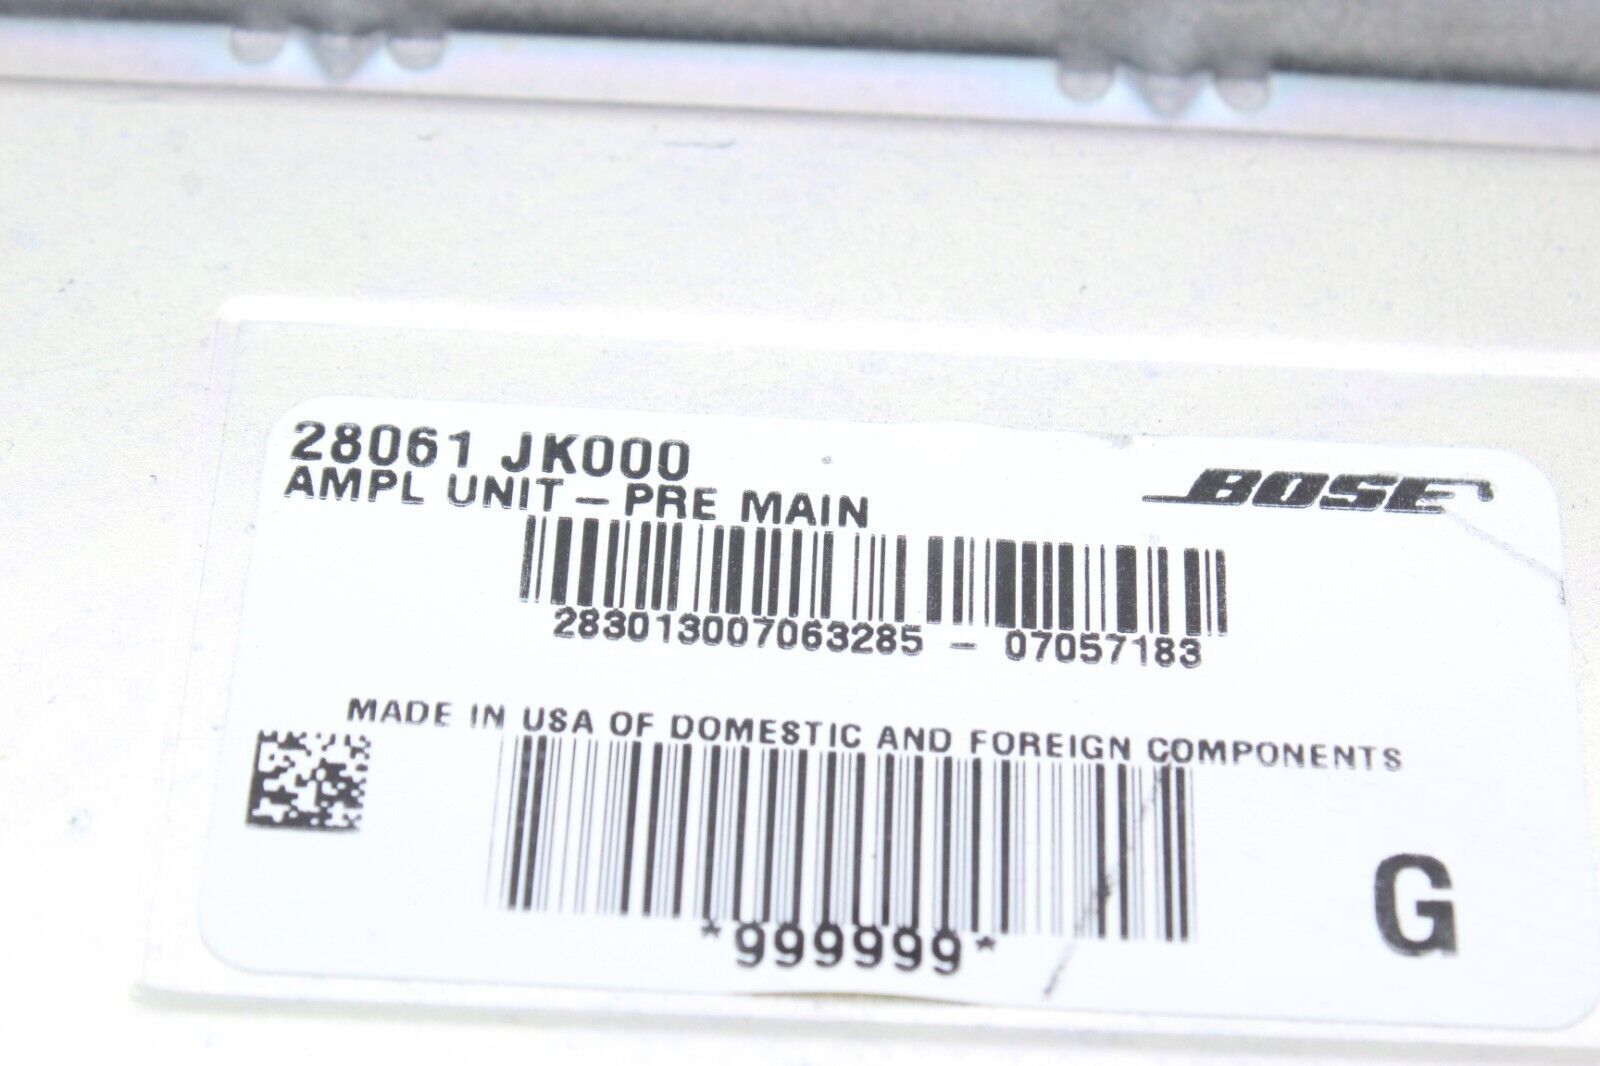 28061 JK000
BOSE
AMPL UNIT – PRE MAIN
283013007063285 – 07057183
MADE IN USA OF DOMESTIC AND FOREIGN COMPONENTS
*999999*
G